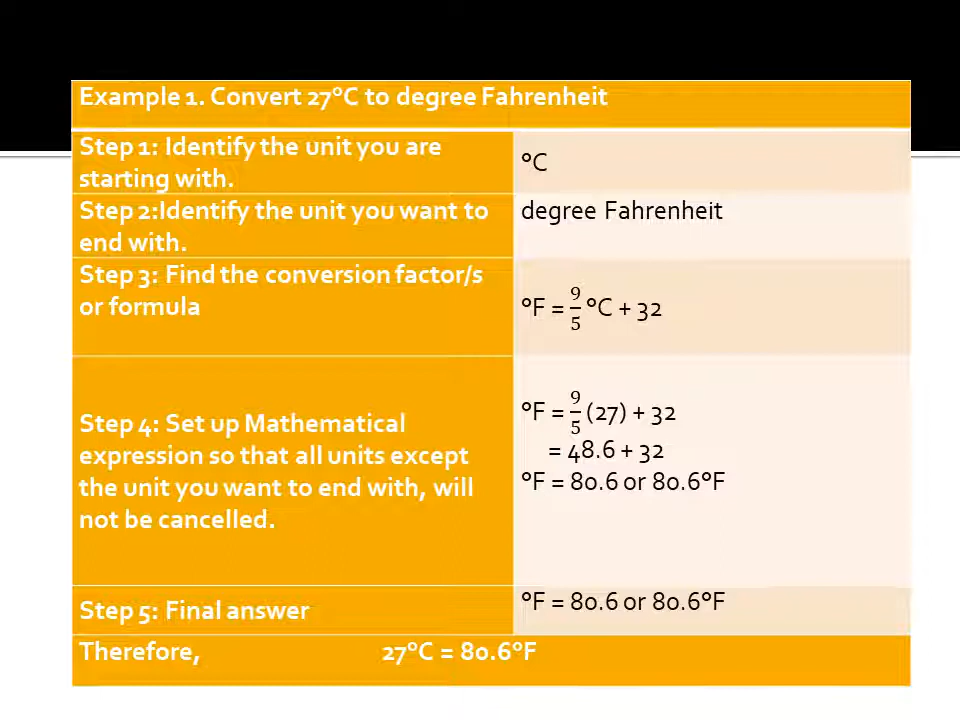 Example 1. Convert 27°C to degree Fahrenheit
Step 1: Identify the unit you are
starting with.
°C
Step 2:Identify the unit you want to
end with.
degree Fahrenheit
Step 3: Find the conversion factor/s
or formula
°F = 9/5 °C + 32
Step 4: Set up Mathematical
expression so that all units except
the unit you want to end with, will
not be cancelled.
°F = 9/5 (27) + 32
= 48.6 + 32
°F = 80.6 or 80.6°F
Step 5: Final answer
°F = 80.6 or 80.6°F
Therefore, 27°C = 80.6°F